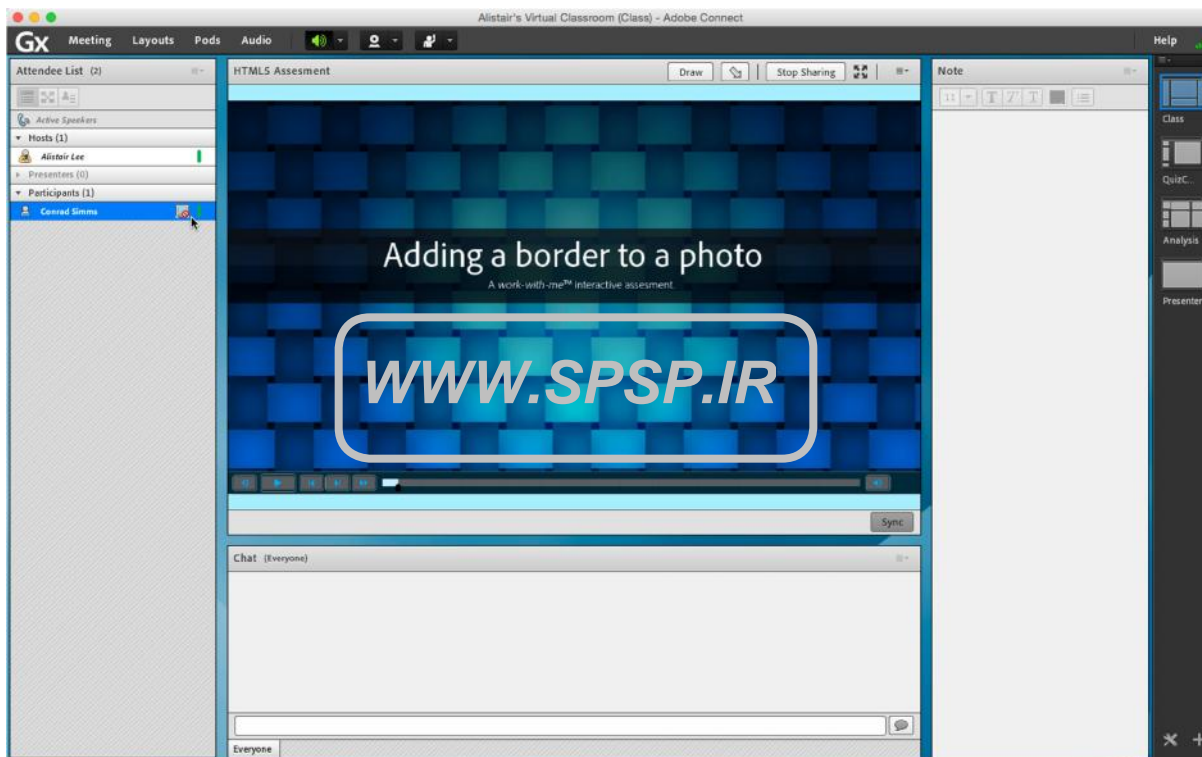 Alistair's Virtual Classroom (Class) - Adobe Connect
Gx Meeting Layouts Pods Audio Help
Attendee List (2)
Active Speakers
Hosts (1)
Alistair Lee
Presenters (0)
Participants (1)
Conrad Simms
HTML5 Assesment
Draw
Stop Sharing
Adding a border to a photo
A work-with-me™ interactive assesment
WWW.SPSP.IR
Sync
Chat (Everyone)
Everyone
Note
11 T T T
Class
QuizC...
Analysis
Presenter